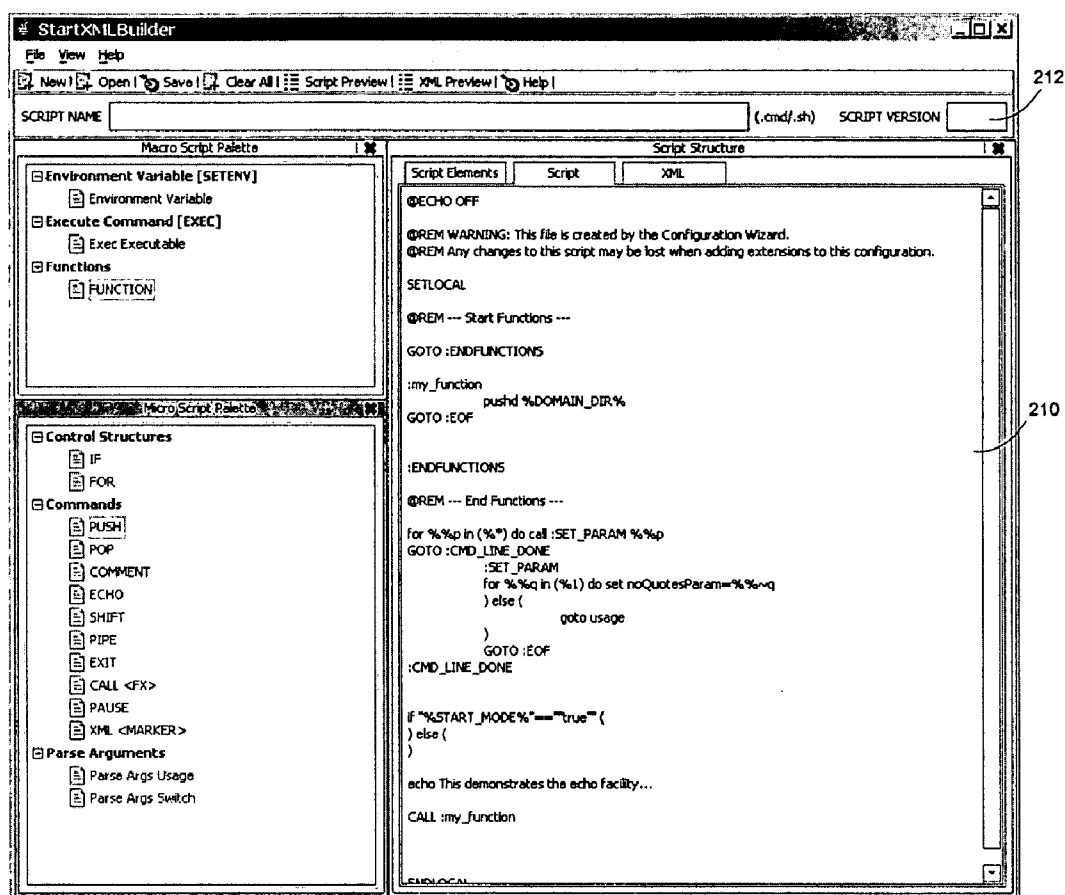 StartXMLBuilder
File View Help
New | Open | Save | Clear All | Script Preview | XML Preview | Help |
212
SCRIPT NAME (.cmd/.sh) SCRIPT VERSION
Macro Script Palette
Environment Variable [SETENV]
Environment Variable
Execute Command [EXEC]
Exec Executable
Functions
FUNCTION
Micro Script Palette
Control Structures
IF
FOR
Commands
PUSH
POP
COMMENT
ECHO
SHIFT
PIPE
EXIT
CALL <FX>
PAUSE
XML <MARKER>
Parse Arguments
Parse Args Usage
Parse Args Switch
Script Structure
Script Elements Script XML
@ECHO OFF
@REM WARNING: This file is created by the Configuration Wizard.
@REM Any changes to this script may be lost when adding extensions to this configuration.
SETLOCAL
@REM --- Start Functions ---
GOTO :ENDFUNCTIONS
:my_function
pushd %DOMAIN_DIR%
GOTO :EOF
:ENDFUNCTIONS
@REM --- End Functions ---
for %%p in (%*) do call :SET_PARAM %%p
GOTO :CMD_LINE_DONE
:SET_PARAM
for %%q in (%1) do set noQuotesParam=%%~q
) else (
goto usage
)
GOTO :EOF
:CMD_LINE_DONE
if "%START_MODE%"==""true"" (
) else (
)
echo This demonstrates the echo facility...
CALL :my_function
ENDLOCAL
210